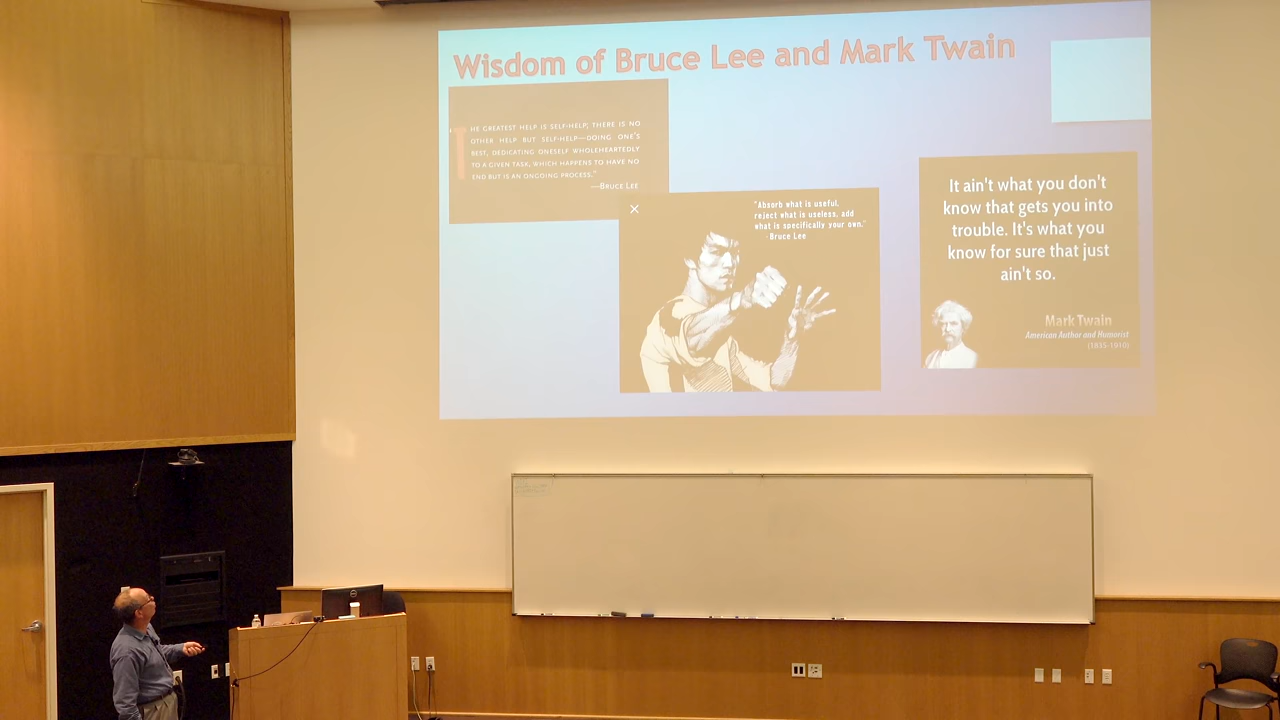 Wisdom of Bruce Lee and Mark Twain
"THE GREATEST HELP IS SELF-HELP; THERE IS NO
OTHER HELP BUT SELF-HELP—DOING ONE'S
BEST, DEDICATING ONESELF WHOLEHEARTEDLY
TO A GIVEN TASK, WHICH HAPPENS TO HAVE NO
END BUT IS AN ONGOING PROCESS."
—BRUCE LEE
"Absorb what is useful,
reject what is useless, add
what is specifically your own."
-Bruce Lee
It ain't what you don't
know that gets you into
trouble. It's what you
know for sure that just
ain't so.
Mark Twain
American Author and Humorist
(1835-1910)